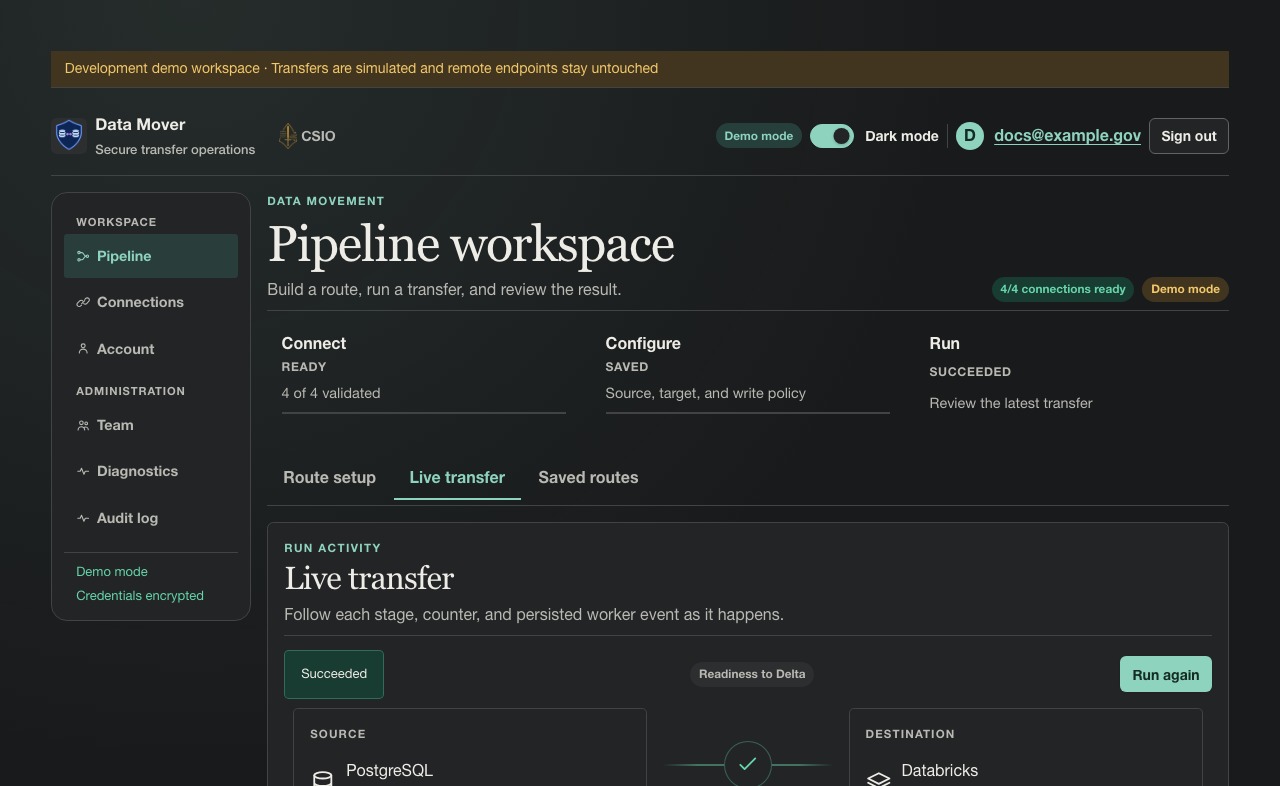 Development demo workspace · Transfers are simulated and remote endpoints stay untouched
Data Mover
Secure transfer operations
CSIO
Demo mode
Dark mode
D
docs@example.gov
Sign out
WORKSPACE
Pipeline
Connections
Account
ADMINISTRATION
Team
Diagnostics
Audit log
Demo mode
Credentials encrypted
DATA MOVEMENT
Pipeline workspace
Build a route, run a transfer, and review the result.
4/4 connections ready
Demo mode
Connect
READY
4 of 4 validated
Configure
SAVED
Source, target, and write policy
Run
SUCCEEDED
Review the latest transfer
Route setup
Live transfer
Saved routes
RUN ACTIVITY
Live transfer
Follow each stage, counter, and persisted worker event as it happens.
Succeeded
Readiness to Delta
Run again
SOURCE
PostgreSQL
DESTINATION
Databricks